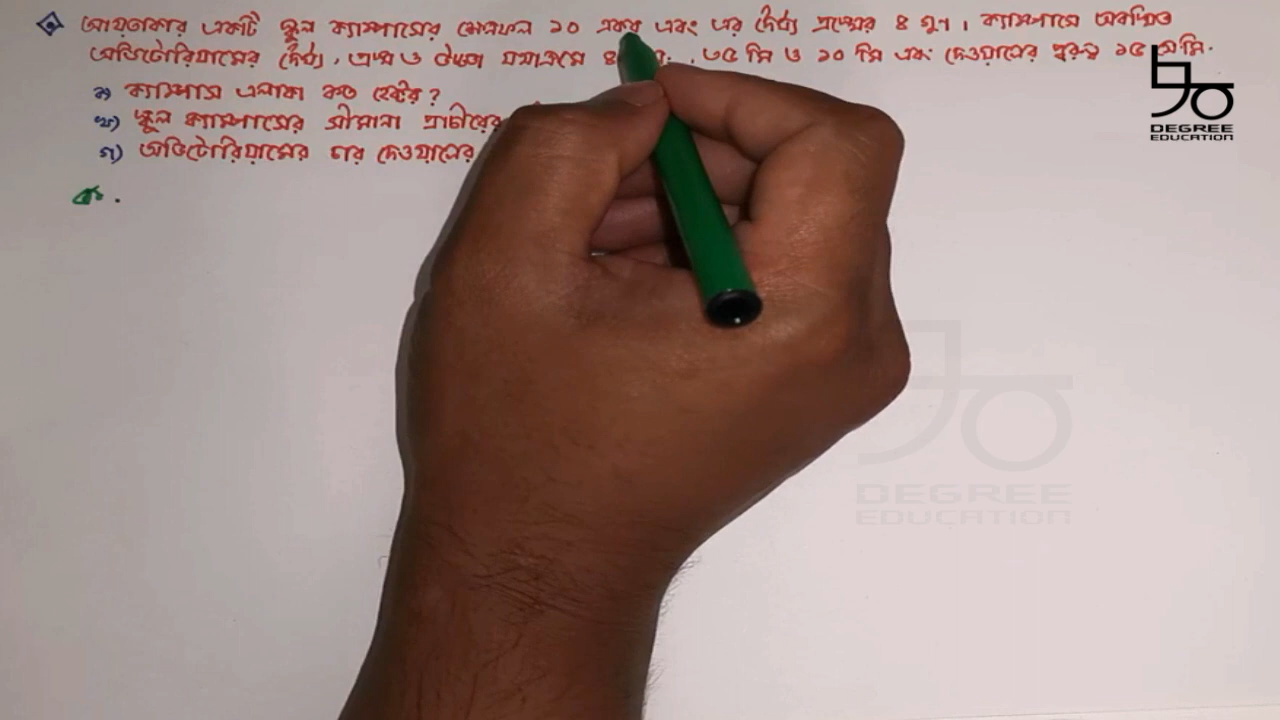 আয়তাকার একটি স্কুল ক্যাম্পাসের ক্ষেত্রফল ১০ একর এবং এর দৈর্ঘ্য প্রস্থের ৪ গুণ। ক্যাম্পাসে অবস্থিত
অডিটোরিয়ামের দৈর্ঘ্য, প্রস্থ ও উচ্চতা যথাক্রমে ৪ , ৩৫ মি ও ১০ মি এবং দেওয়ালের পুরুত্ব ১৫ সে.মি.
ক) ক্যাম্পাস এলাকা কত হেক্টর?
খ) স্কুল ক্যাম্পাসের সীমানা প্রাচীরের
গ) অডিটোরিয়ামের চার দেওয়ালের
ক.
DEGREE
EDUCATION
DEGREE
EDUCATION